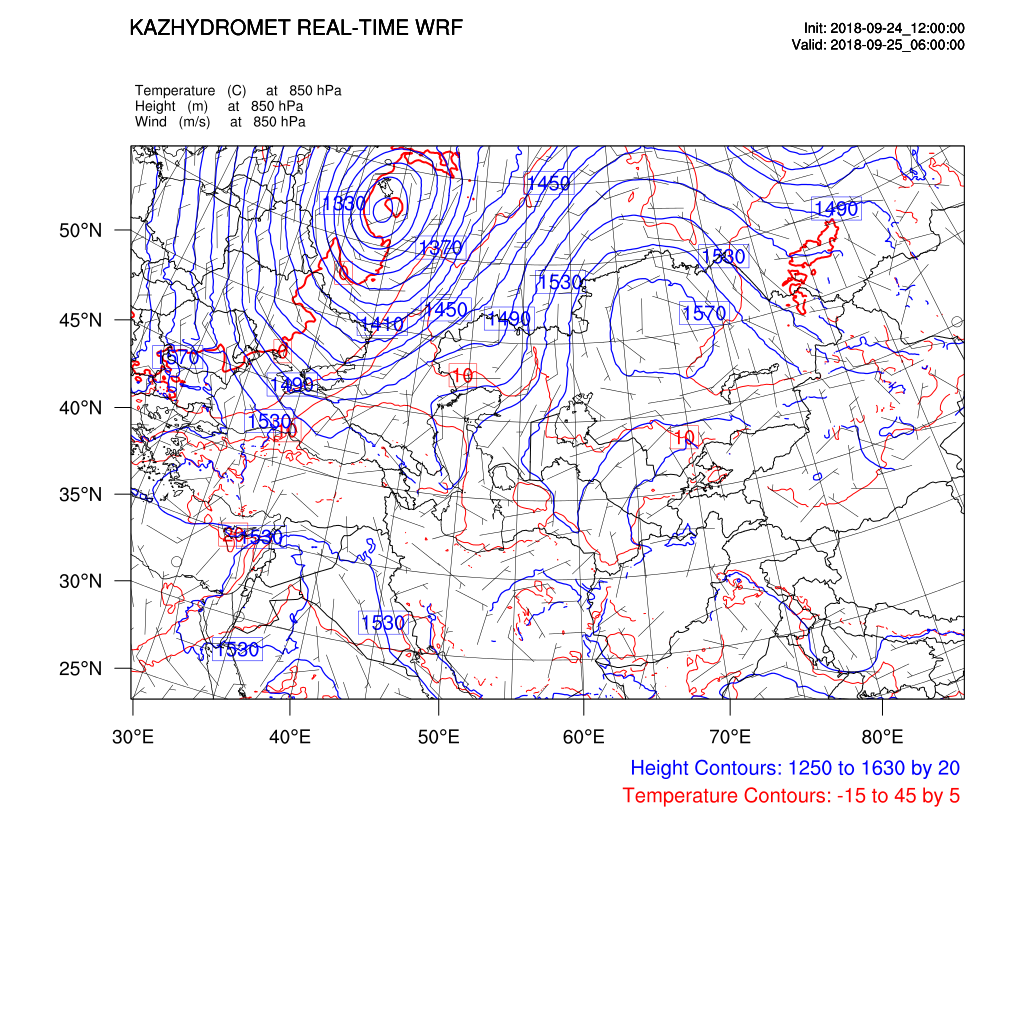 KAZHYDROMET REAL-TIME WRF
Init: 2018-09-24_12:00:00
Valid: 2018-09-25_06:00:00
Temperature (C) at 850 hPa
Height (m) at 850 hPa
Wind (m/s) at 850 hPa
1450
1330
1490
50°N
1370
1530
0
1530
1450
1570
45°N
1410
1490
0
1570
10
1490
40°N
1530
10
10
35°N
20
1530
30°N
1530
1530
25°N
30°E
40°E
50°E
60°E
70°E
80°E
Height Contours: 1250 to 1630 by 20
Temperature Contours: -15 to 45 by 5